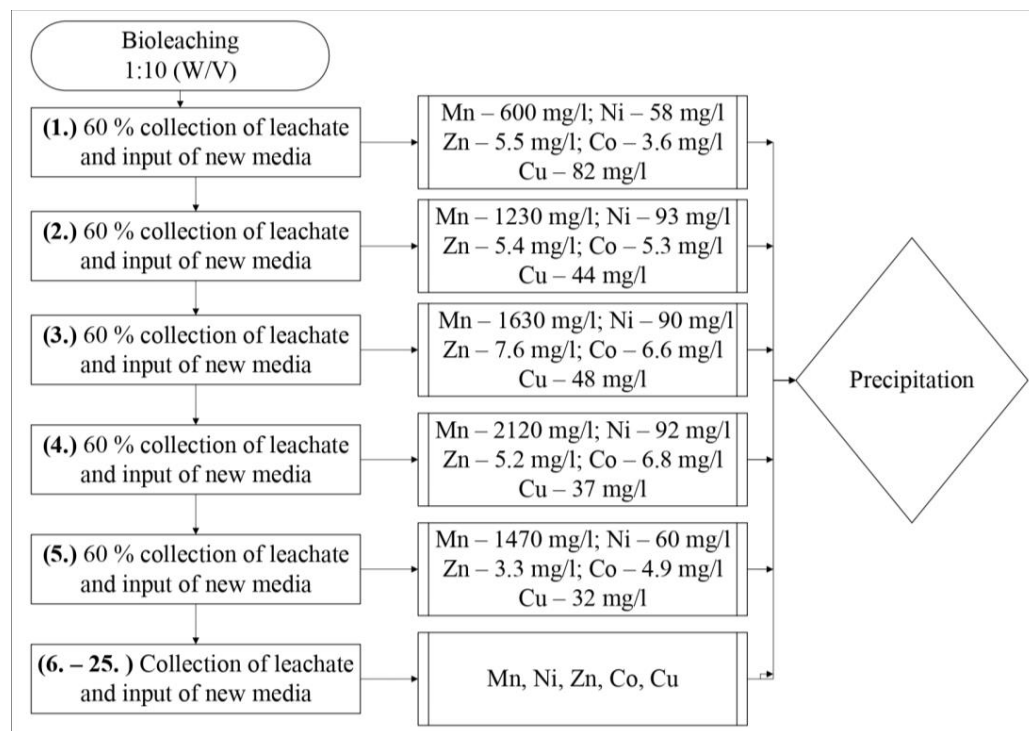 Bioleaching
1:10 (W/V)
(1.) 60 % collection of leachate
and input of new media
Mn – 600 mg/l; Ni – 58 mg/l
Zn – 5.5 mg/l; Co – 3.6 mg/l
Cu – 82 mg/l
(2.) 60 % collection of leachate
and input of new media
Mn – 1230 mg/l; Ni – 93 mg/l
Zn – 5.4 mg/l; Co – 5.3 mg/l
Cu – 44 mg/l
(3.) 60 % collection of leachate
and input of new media
Mn – 1630 mg/l; Ni – 90 mg/l
Zn – 7.6 mg/l; Co – 6.6 mg/l
Cu – 48 mg/l
Precipitation
(4.) 60 % collection of leachate
and input of new media
Mn – 2120 mg/l; Ni – 92 mg/l
Zn – 5.2 mg/l; Co – 6.8 mg/l
Cu – 37 mg/l
(5.) 60 % collection of leachate
and input of new media
Mn – 1470 mg/l; Ni – 60 mg/l
Zn – 3.3 mg/l; Co – 4.9 mg/l
Cu – 32 mg/l
(6. – 25. ) Collection of leachate
and input of new media
Mn, Ni, Zn, Co, Cu